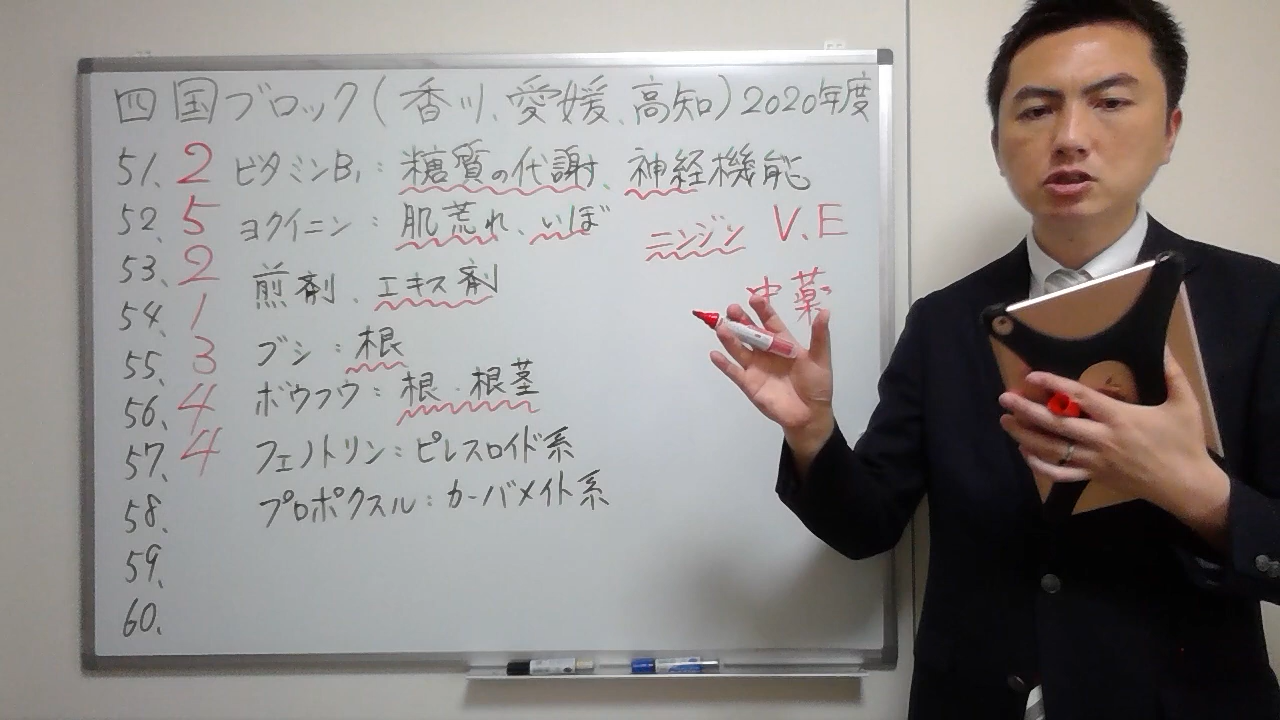 四国ブロック(香川、愛媛、高知)2020年度
51. 2 ビタミンB1:糖質の代謝、神経機能
52. 5 ヨクイニン:肌荒れ、いぼ
ニンジン V.E
53. 2 煎剤、エキス剤
中薬
54. 1
ブシ:根
55. 3
56. 4 ボウフウ:根・根茎
57. 4 フェノトリン:ピレスロイド系
58. プロポクスル:カーバメイト系
59.
60.